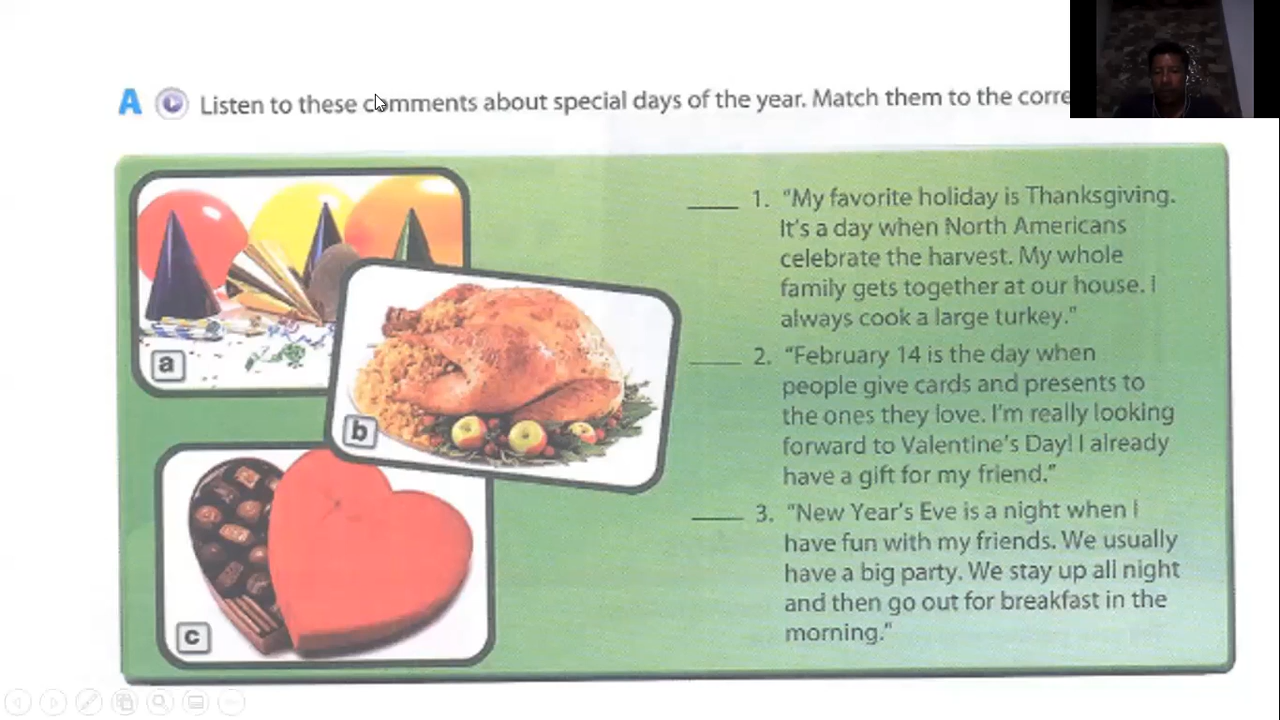 A Listen to these comments about special days of the year. Match them to the
a
b
c
1. "My favorite holiday is Thanksgiving.
It's a day when North Americans
celebrate the harvest. My whole
family gets together at our house. I
always cook a large turkey."
2. "February 14 is the day when
people give cards and presents to
the ones they love. I'm really looking
forward to Valentine's Day! I already
have a gift for my friend."
3. "New Year's Eve is a night when I
have fun with my friends. We usually
have a big party. We stay up all night
and then go out for breakfast in the
morning."